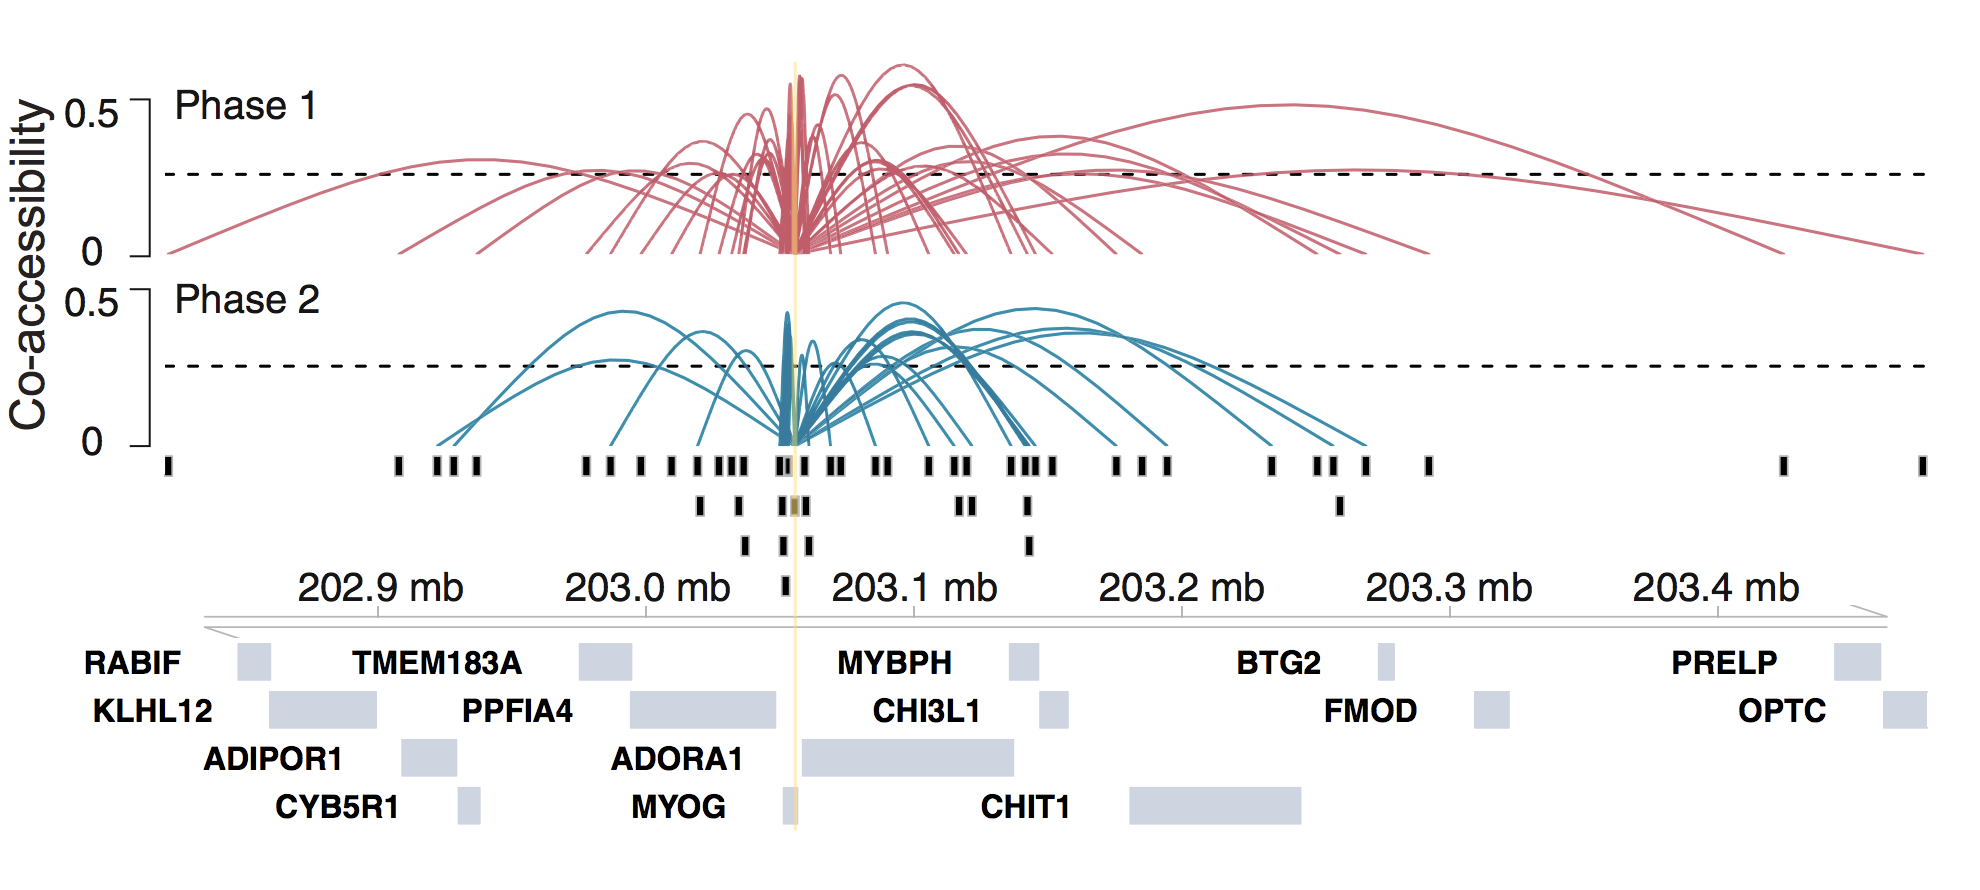 Co-accessibility
0.5
Phase 1
0
0.5
Phase 2
0
202.9 mb 203.0 mb 203.1 mb 203.2 mb 203.3 mb 203.4 mb
RABIF TMEM183A MYBPH BTG2 PRELP
KLHL12 PPFIA4 CHI3L1 FMOD OPTC
ADIPOR1 ADORA1
CYB5R1 MYOG CHIT1